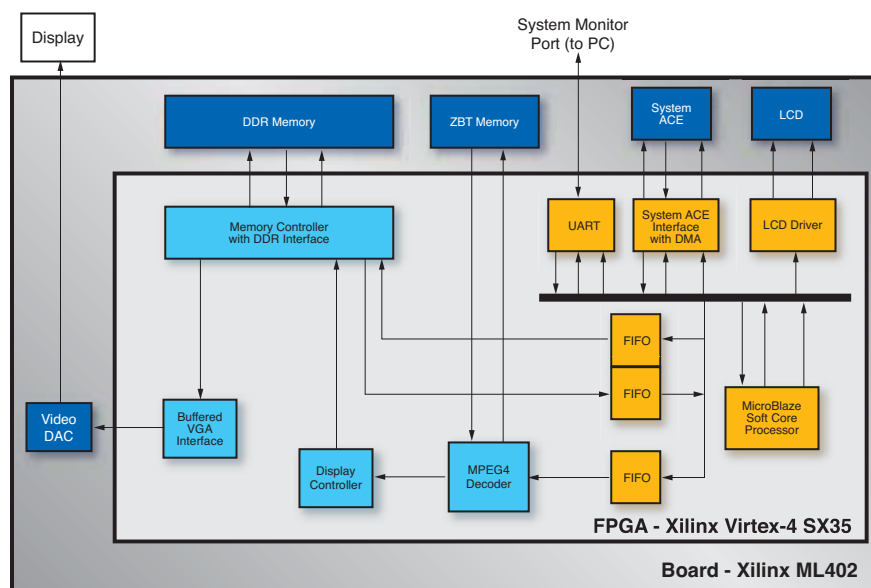 Display
System Monitor
Port (to PC)
DDR Memory
ZBT Memory
System
ACE
LCD
Memory Controller
with DDR Interface
UART
System ACE
Interface
with DMA
LCD Driver
FIFO
FIFO
MicroBlaze
Soft Core
Processor
Video
DAC
Buffered
VGA
Interface
Display
Controller
MPEG4
Decoder
FIFO
FPGA - Xilinx Virtex-4 SX35
Board - Xilinx ML402